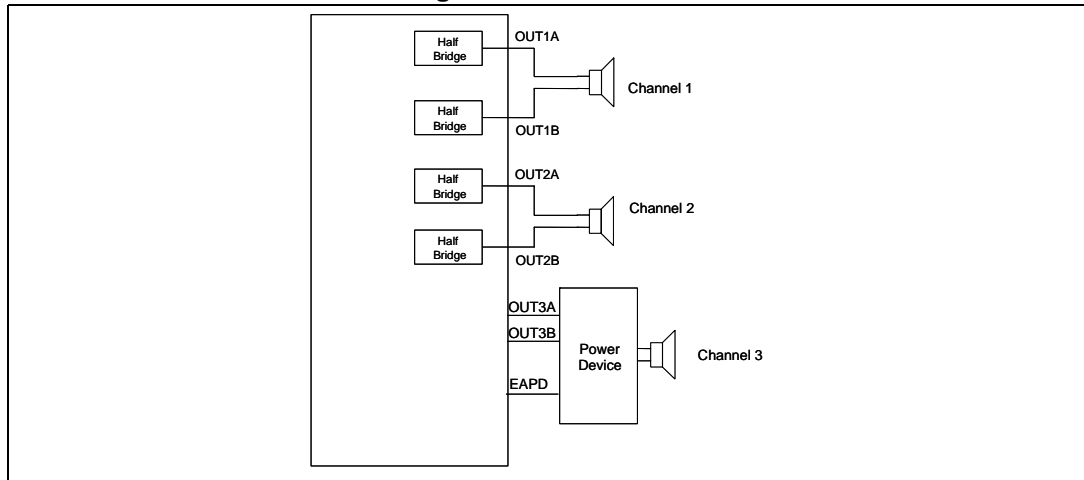 Half
Bridge
OUT1A
Channel 1
Half
Bridge
OUT1B
Half
Bridge
OUT2A
Channel 2
Half
Bridge
OUT2B
OUT3A
OUT3B
Power
Device
Channel 3
EAPD